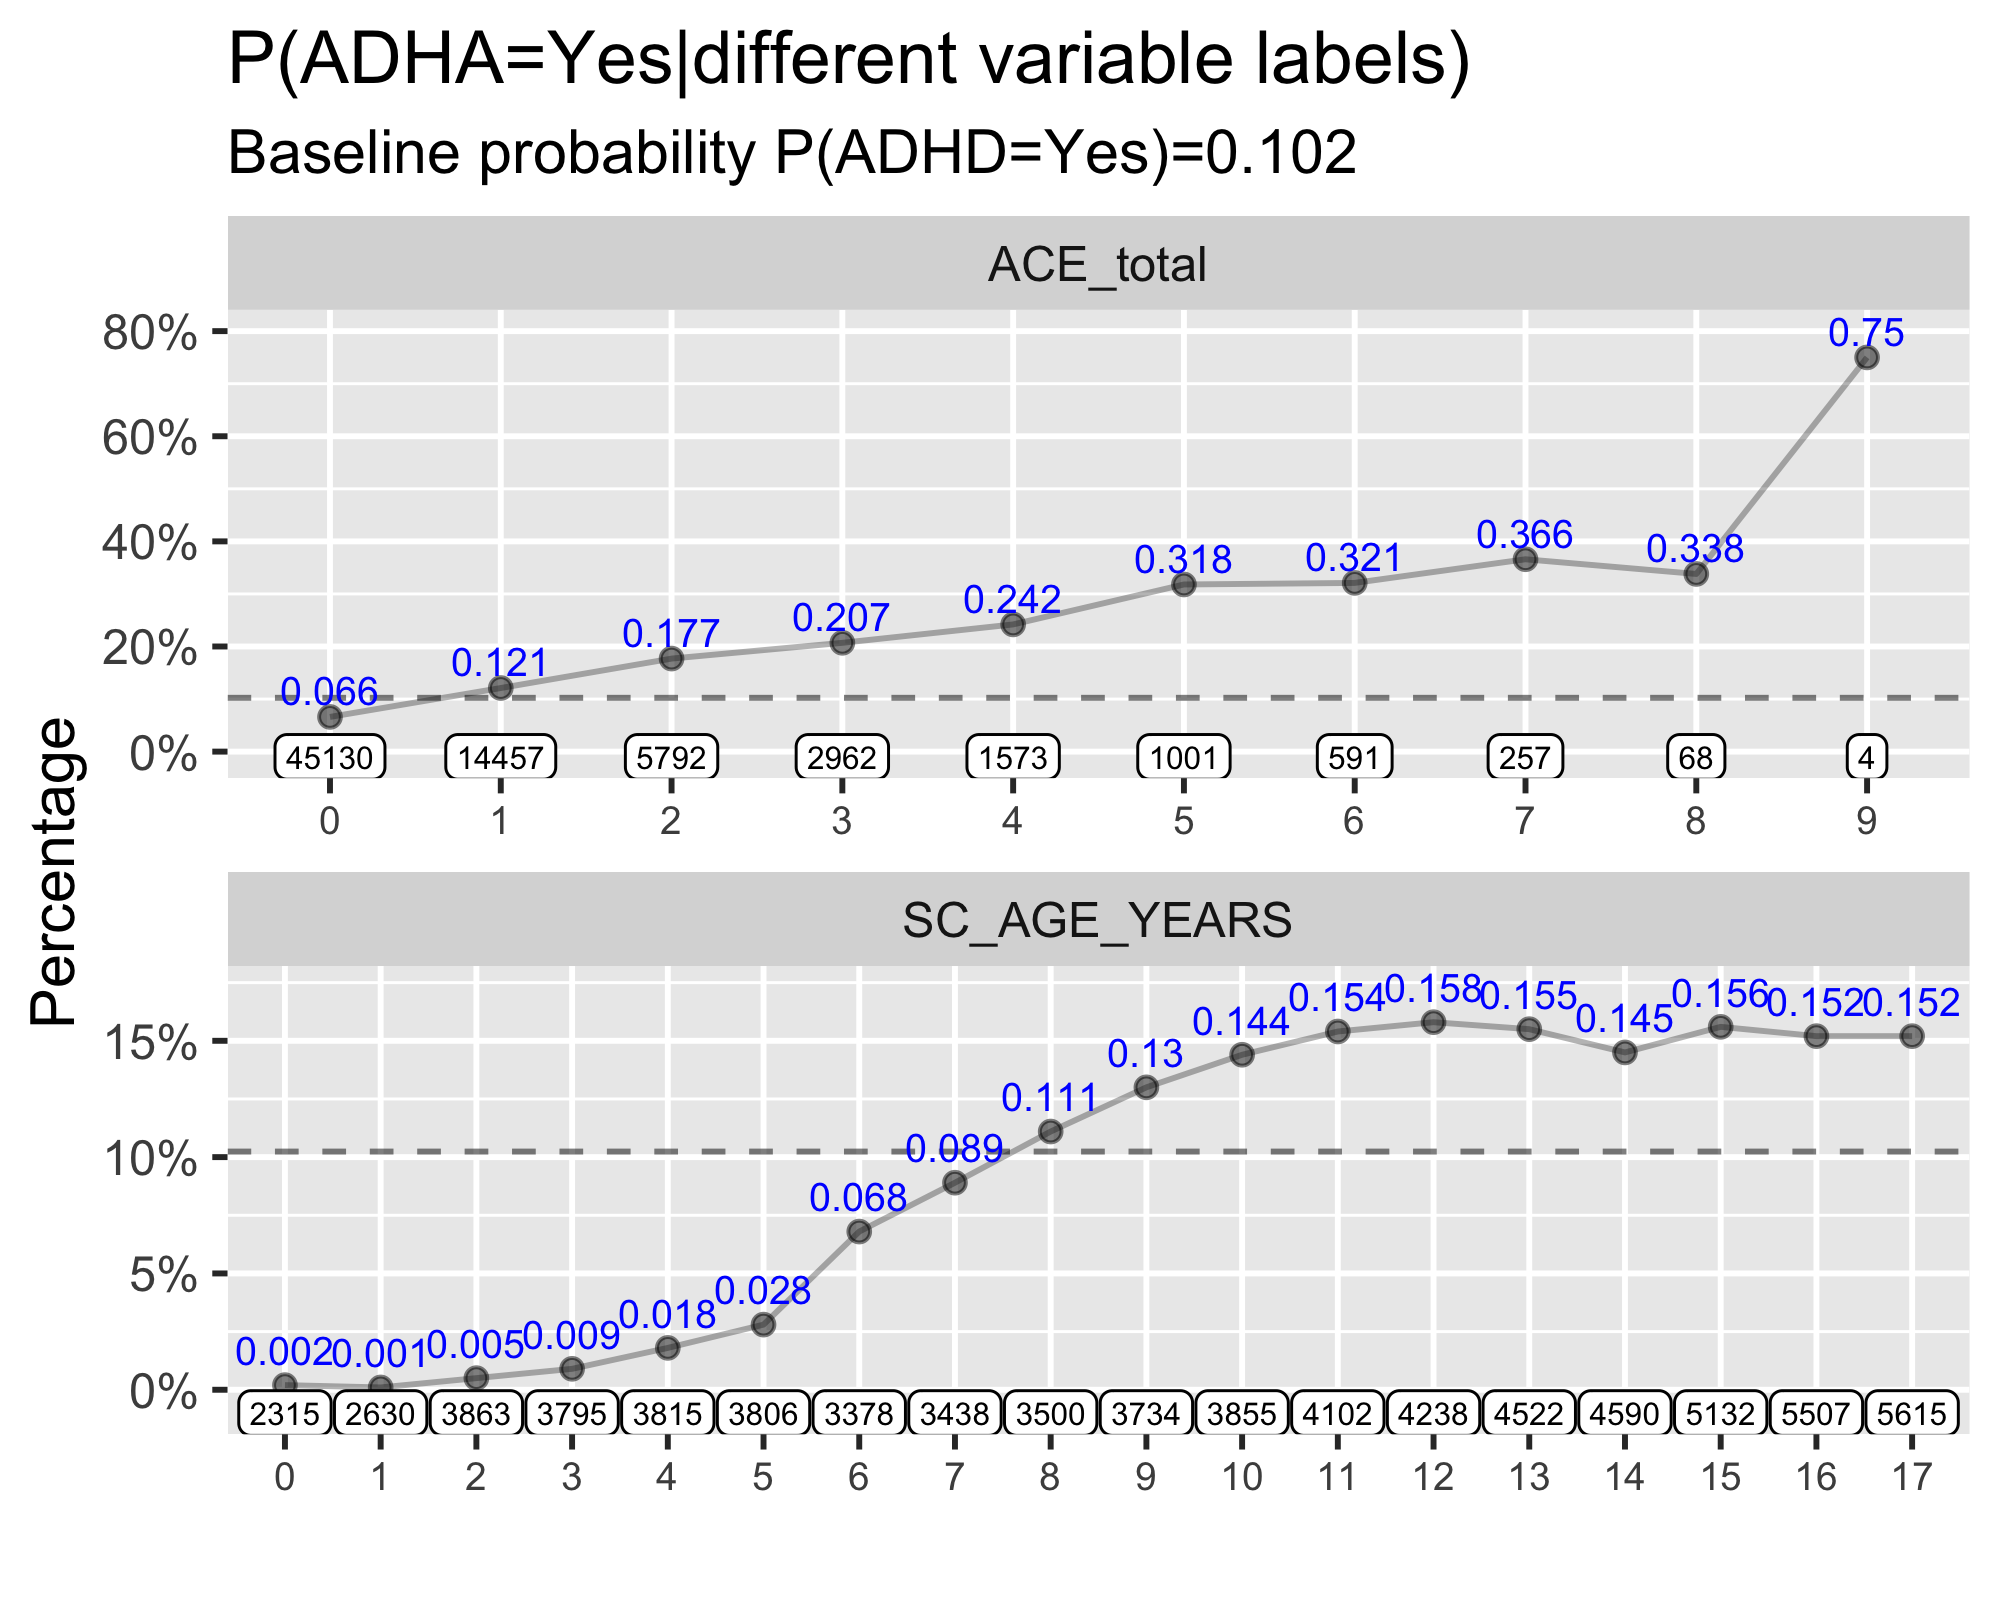 P(ADHA=Yes|different variable labels)
Baseline probability P(ADHD=Yes)=0.102
Percentage
ACE_total
80%
60%
40%
20%
0%
0.066 0.121 0.177 0.207 0.242 0.318 0.321 0.366 0.338 0.75
45130 14457 5792 2962 1573 1001 591 257 68 4
0 1 2 3 4 5 6 7 8 9
SC_AGE_YEARS
15%
10%
5%
0%
0.002 0.001 0.005 0.009 0.018 0.028 0.068 0.089 0.111 0.13 0.144 0.154 0.158 0.155 0.145 0.156 0.152 0.152
2315 2630 3863 3795 3815 3806 3378 3438 3500 3734 3855 4102 4238 4522 4590 5132 5507 5615
0 1 2 3 4 5 6 7 8 9 10 11 12 13 14 15 16 17